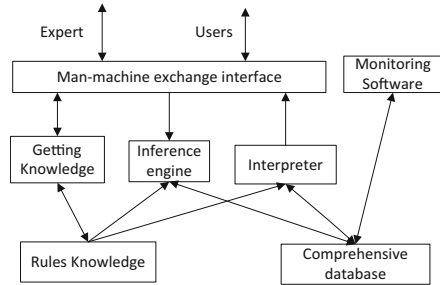 Expert
Users
Man-machine exchange interface
Monitoring
Software
Getting
Knowledge
Inference
engine
Interpreter
Rules Knowledge
Comprehensive
database